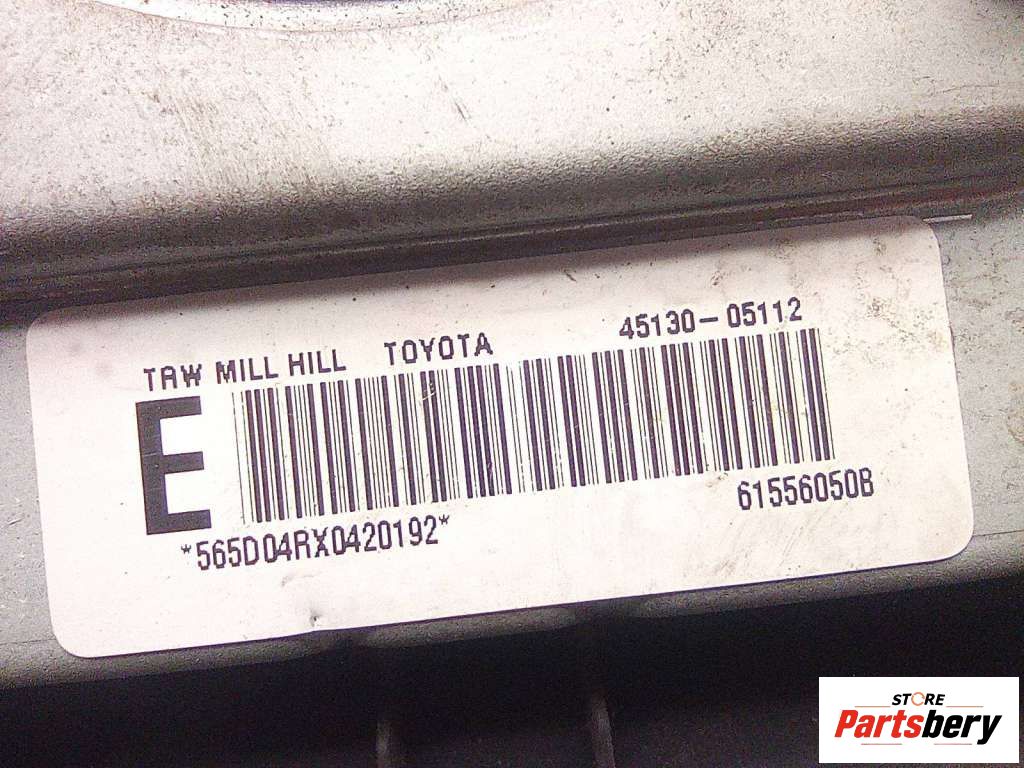 TRW MILL HILL TOYOTA 45130-05112
E
*565D04RX0420192* 61556050B
STORE
Partsbery